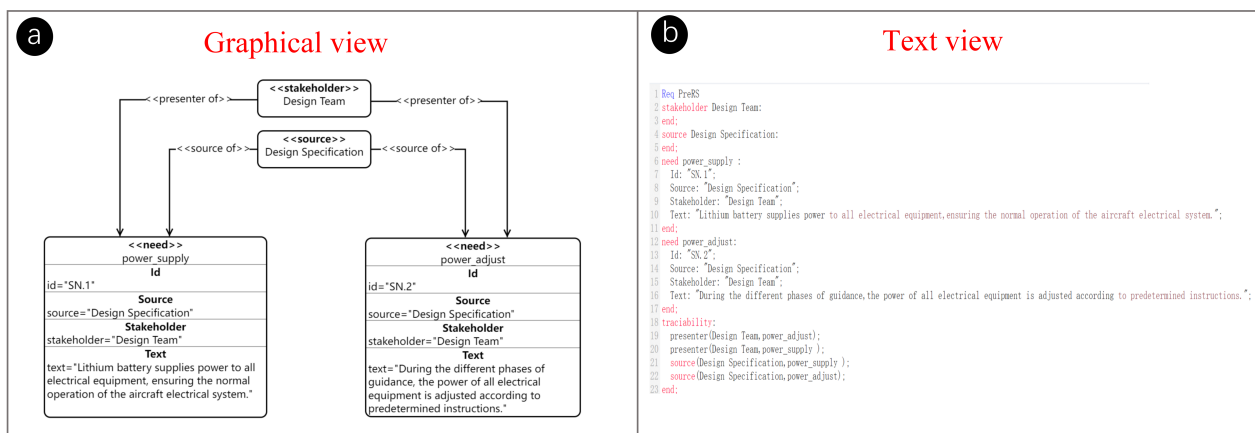 a
Graphical view
<<stakeholder>>
Design Team
<<presenter of>>
<<presenter of>>
<<source>>
Design Specification
<<source of>>
<<source of>>
<<need>>
power_supply
Id
id="SN.1"
Source
source="Design Specification"
Stakeholder
stakeholder="Design Team"
Text
text="Lithium battery supplies power to all
electrical equipment, ensuring the normal
operation of the aircraft electrical system."
<<need>>
power_adjust
Id
id="SN.2"
Source
source="Design Specification"
Stakeholder
stakeholder="Design Team"
Text
text="During the different phases of
guidance, the power of all electrical
equipment is adjusted according to
predetermined instructions."
b
Text view
1 Req PreRS
2 stakeholder Design Team:
3 end;
4 source Design Specification:
5 end;
6 need power_supply :
7 Id: "SN.1";
8 Source: "Design Specification";
9 Stakeholder: "Design Team";
10 Text: "Lithium battery supplies power to all electrical equipment,ensuring the normal operation of the aircraft electrical system.";
11 end;
12 need power_adjust:
13 Id: "SN.2";
14 Source: "Design Specification";
15 Stakeholder: "Design Team";
16 Text: "During the different phases of guidance,the power of all electrical equipment is adjusted according to predetermined instructions.";
17 end;
18 traciability:
19 presenter(Design Team,power_adjust);
20 presenter(Design Team,power_supply );
21 source(Design Specification,power_supply );
22 source(Design Specification,power_adjust);
23 end;